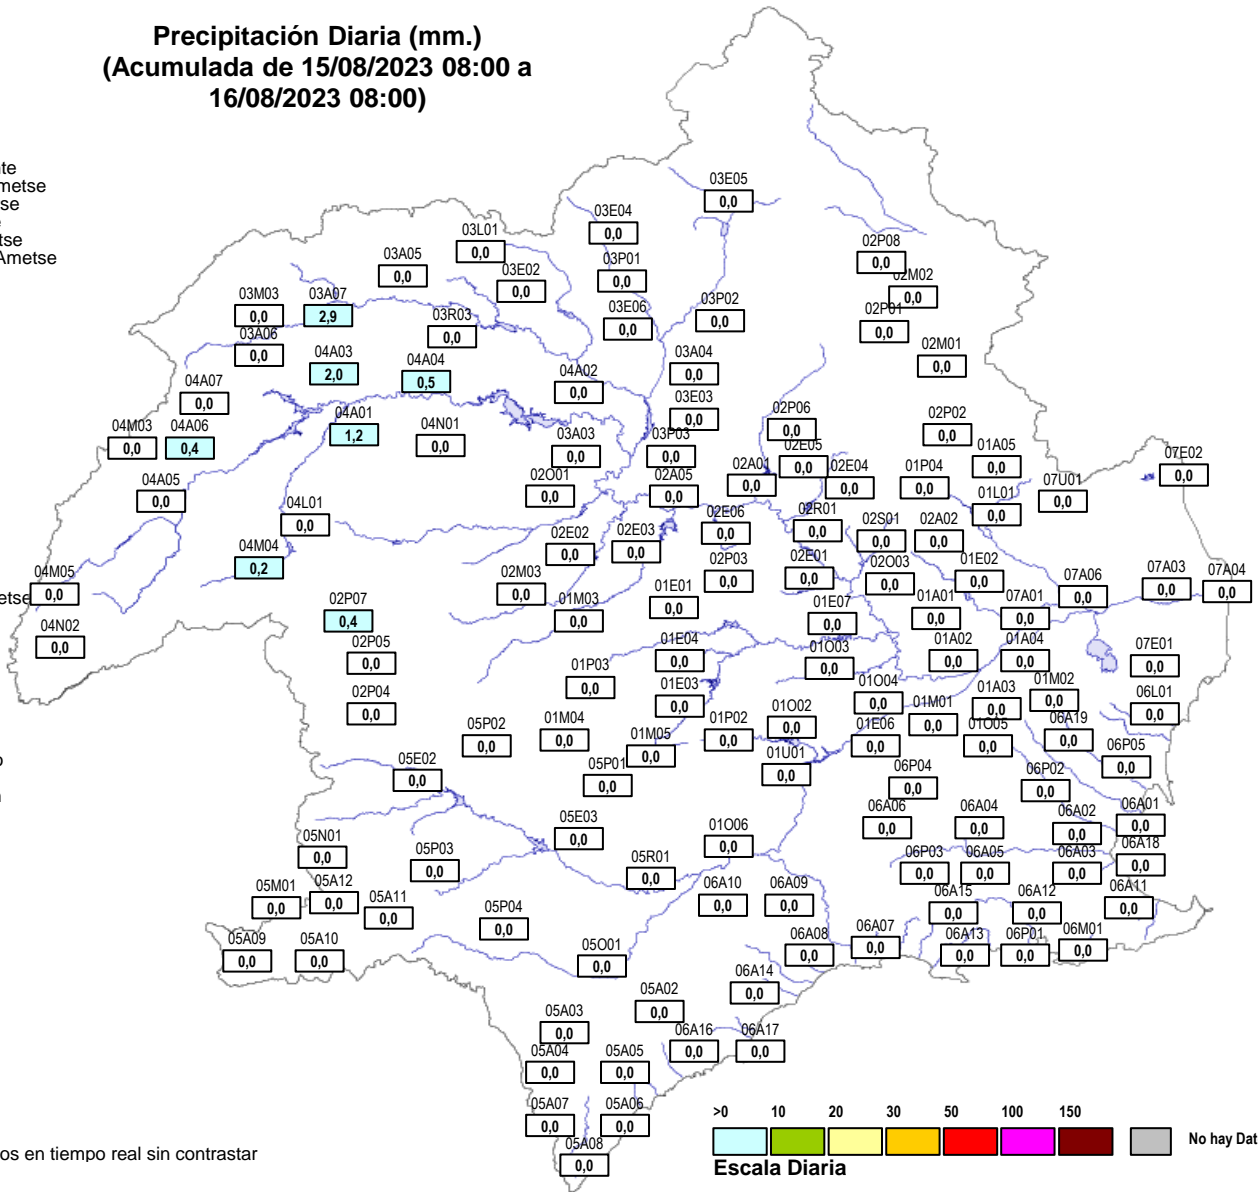 Precipitación Diaria (mm.)
(Acumulada de 15/08/2023 08:00 a
16/08/2023 08:00)
03E05
0,0
03E04
0,0
03L01
0,0
03A05
0,0
03E02
0,0
03P01
0,0
02P08
0,0
02M02
0,0
03M03
0,0
03A07
2,9
03R03
0,0
03E06
0,0
03P02
0,0
02P01
0,0
03A06
0,0
04A03
2,0
04A04
0,5
04A02
0,0
03A04
0,0
02M01
0,0
04A07
0,0
03E03
0,0
04M03
0,0
04A06
0,4
04A01
1,2
04N01
0,0
03A03
0,0
03P03
0,0
02P06
0,0
02P02
0,0
02E05
0,0
01A05
0,0
07E02
0,0
04A05
0,0
02O01
0,0
02A05
0,0
02A01
0,0
02E04
0,0
01P04
0,0
07U01
0,0
01L01
0,0
04L01
0,0
02E06
0,0
02R01
0,0
02S01
0,0
02A02
0,0
02E02
0,0
02E03
0,0
04M04
0,2
02P03
0,0
02E01
0,0
02O03
0,0
01E02
0,0
04M05
0,0
02M03
0,0
01M03
0,0
01E01
0,0
07A06
0,0
07A03
0,0
07A04
0,0
02P07
0,4
01E07
0,0
01A01
0,0
07A01
0,0
04N02
0,0
02P05
0,0
01E04
0,0
01O03
0,0
01A02
0,0
01A04
0,0
07E01
0,0
01P03
0,0
01E03
0,0
01O04
0,0
01A03
0,0
01M02
0,0
06L01
0,0
02P04
0,0
05P02
0,0
01M04
0,0
01M05
0,0
01P02
0,0
01O02
0,0
01E06
0,0
01M01
0,0
01O05
0,0
06A19
0,0
06P05
0,0
05E02
0,0
05P01
0,0
01U01
0,0
06P04
0,0
06P02
0,0
05E03
0,0
01O06
0,0
06A06
0,0
06A04
0,0
06A02
0,0
06A01
0,0
05N01
0,0
05P03
0,0
05R01
0,0
06P03
0,0
06A05
0,0
06A03
0,0
06A18
0,0
05M01
0,0
05A12
0,0
05A11
0,0
06A10
0,0
06A09
0,0
06A15
0,0
06A12
0,0
06A11
0,0
05P04
0,0
05A09
0,0
05A10
0,0
05O01
0,0
06A08
0,0
06A07
0,0
06A13
0,0
06P01
0,0
06M01
0,0
06A14
0,0
05A02
0,0
05A03
0,0
06A16
0,0
06A17
0,0
05A04
0,0
05A05
0,0
05A07
0,0
05A06
0,0
05A08
0,0
>0 10 20 30 50 100 150
No hay Dat
Escala Diaria
nte
metse
tse
e
tse
Ametse
etse
o
n
os en tiempo real sin contrastar